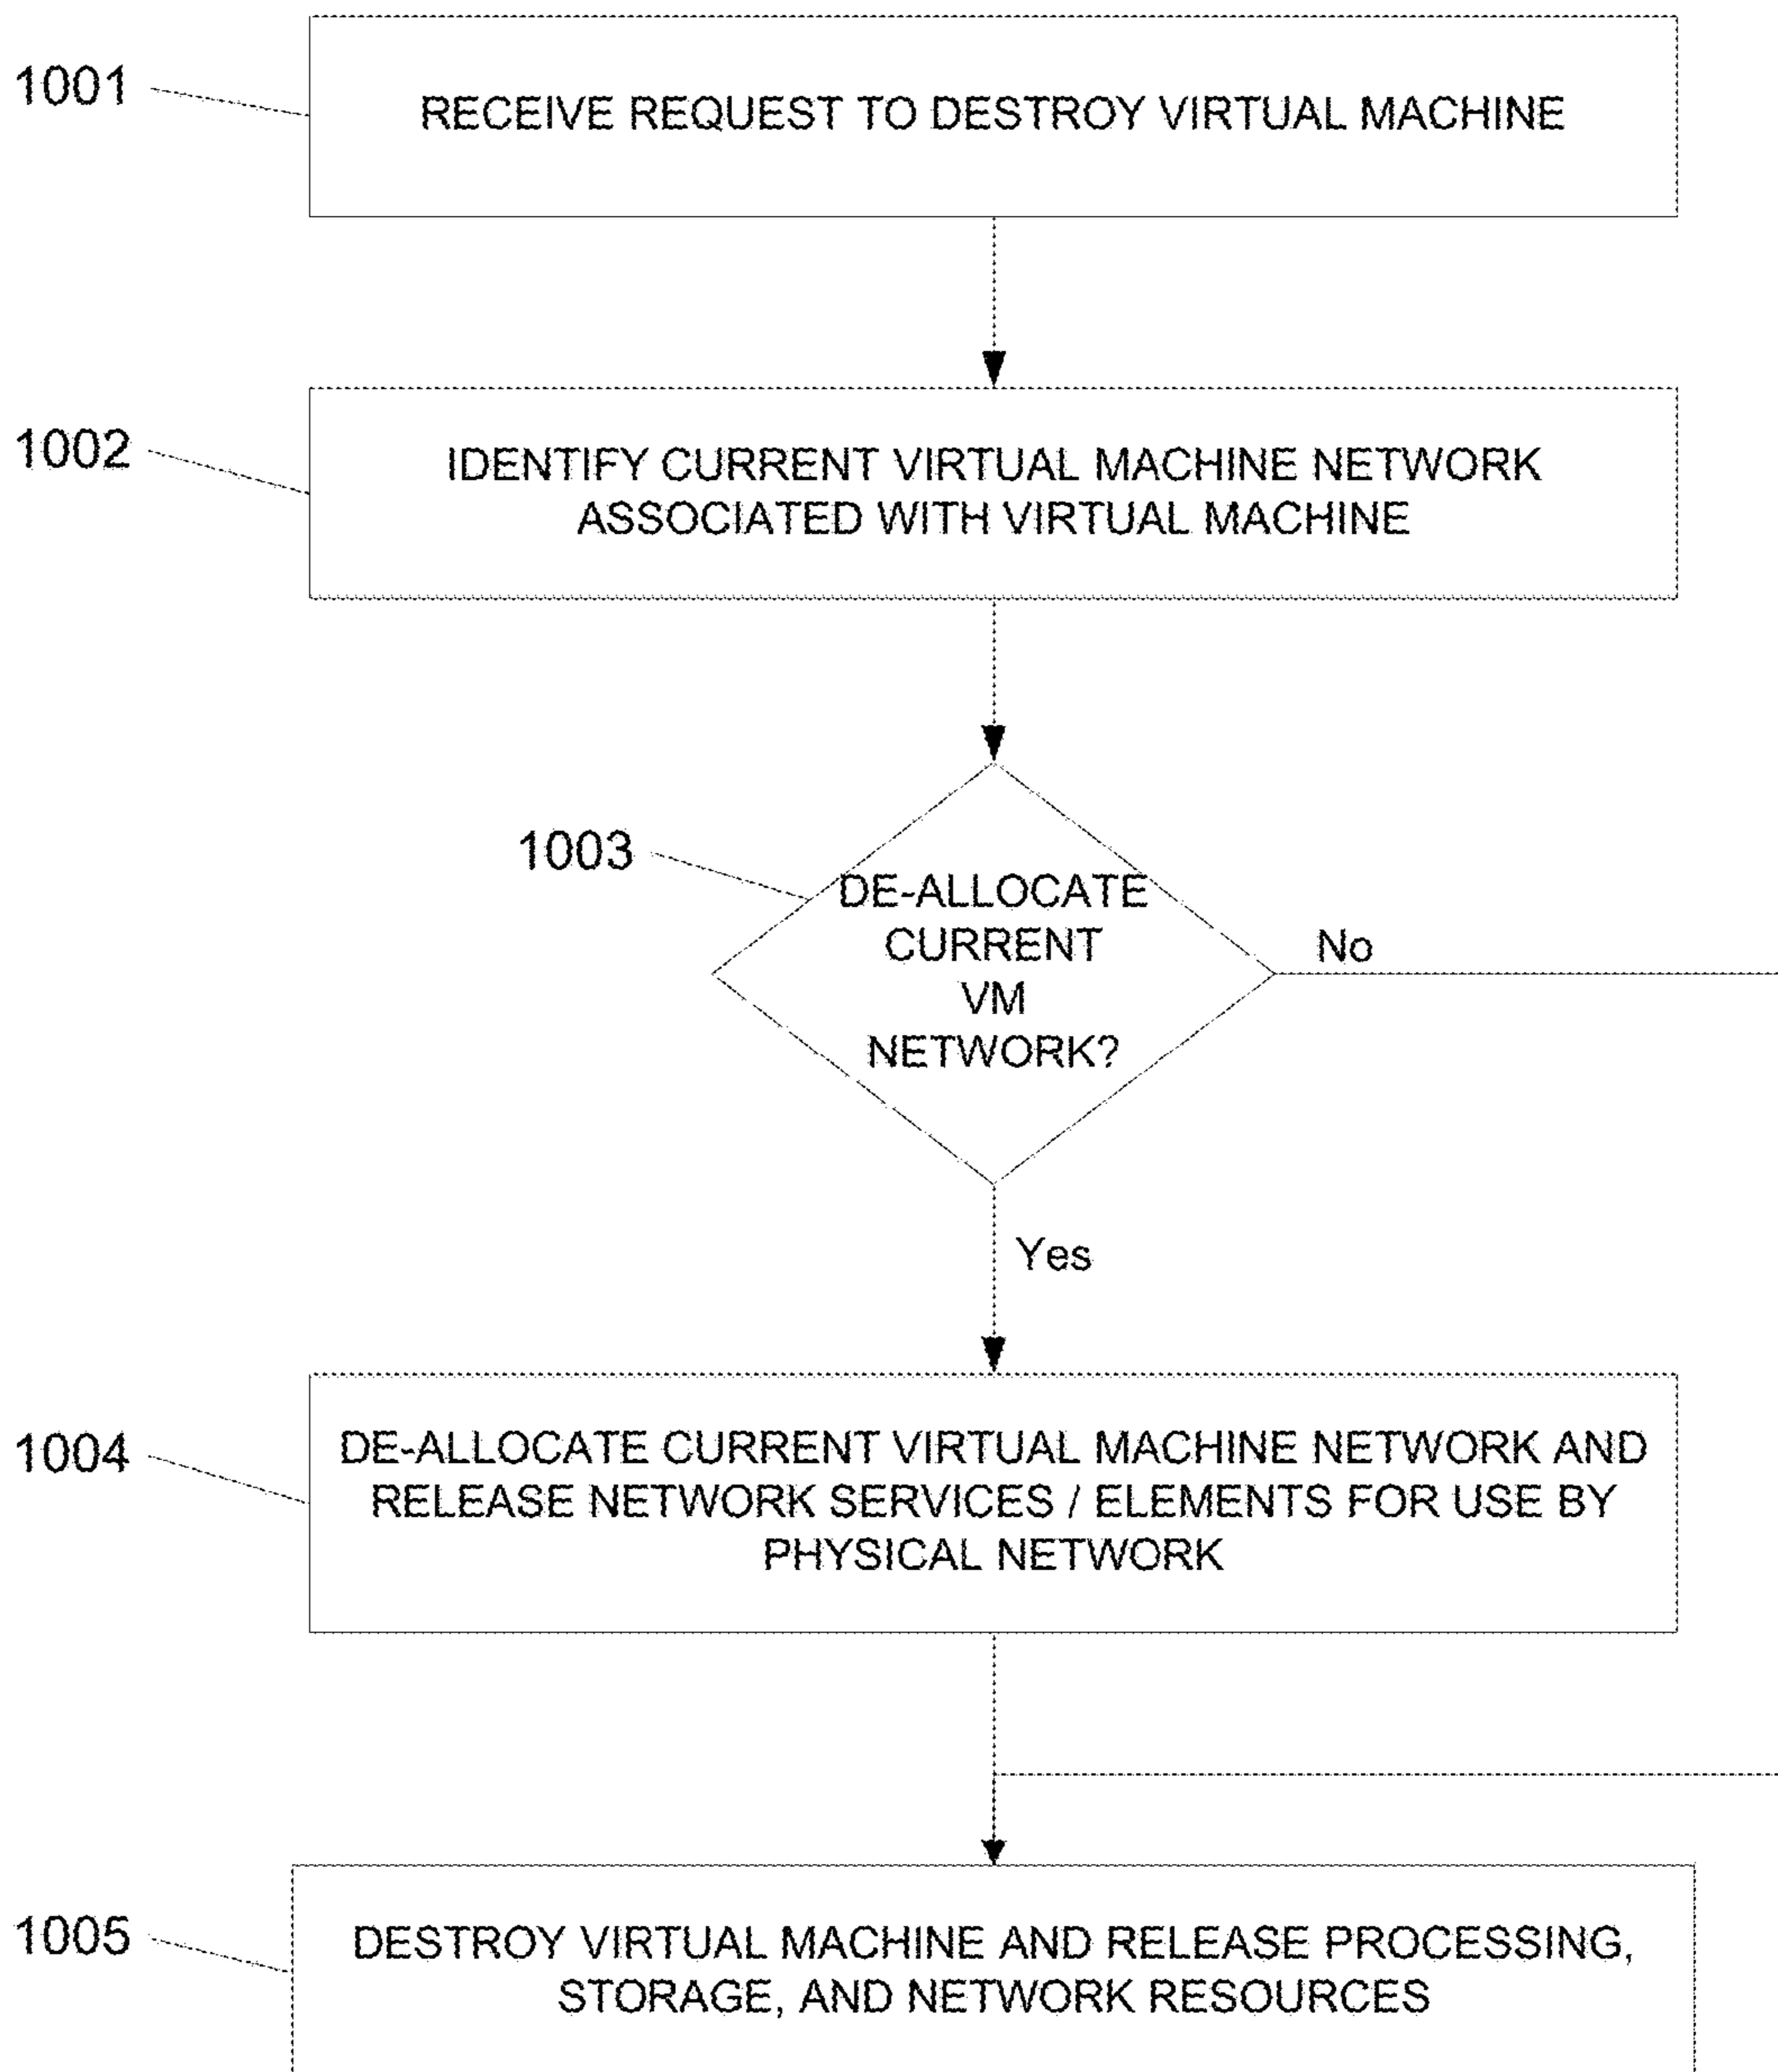 1001
RECEIVE REQUEST TO DESTROY VIRTUAL MACHINE
1002
IDENTIFY CURRENT VIRTUAL MACHINE NETWORK
ASSOCIATED WITH VIRTUAL MACHINE
1003
DE-ALLOCATE
CURRENT
VM
NETWORK?
No
Yes
1004
DE-ALLOCATE CURRENT VIRTUAL MACHINE NETWORK AND
RELEASE NETWORK SERVICES / ELEMENTS FOR USE BY
PHYSICAL NETWORK
1005
DESTROY VIRTUAL MACHINE AND RELEASE PROCESSING,
STORAGE, AND NETWORK RESOURCES